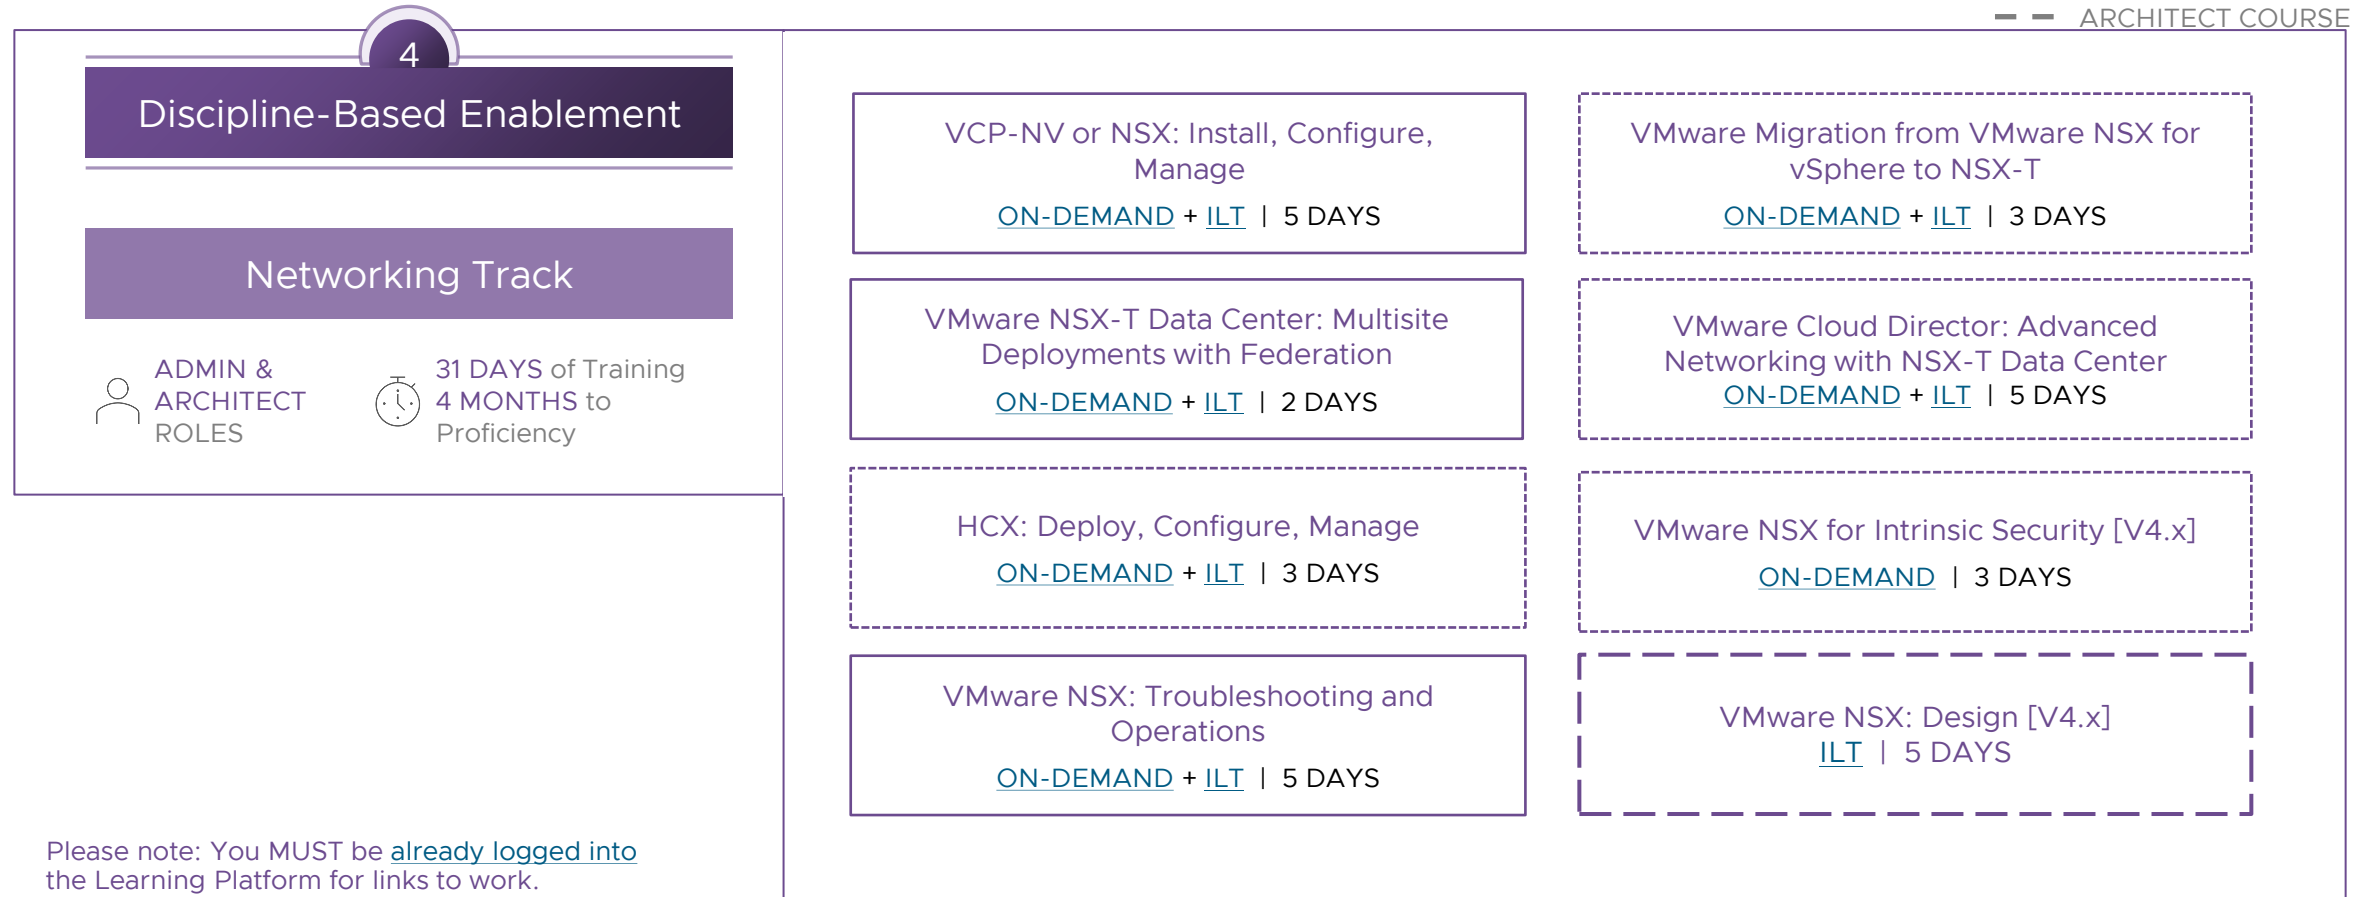 ARCHITECT COURSE
4
Discipline-Based Enablement
Networking Track
ADMIN &
ARCHITECT
ROLES
31 DAYS of Training
4 MONTHS to
Proficiency
VCP-NV or NSX: Install, Configure,
Manage
ON-DEMAND + ILT | 5 DAYS
VMware Migration from VMware NSX for
vSphere to NSX-T
ON-DEMAND + ILT | 3 DAYS
VMware NSX-T Data Center: Multisite
Deployments with Federation
ON-DEMAND + ILT | 2 DAYS
VMware Cloud Director: Advanced
Networking with NSX-T Data Center
ON-DEMAND + ILT | 5 DAYS
HCX: Deploy, Configure, Manage
ON-DEMAND + ILT | 3 DAYS
VMware NSX for Intrinsic Security [V4.x]
ON-DEMAND | 3 DAYS
VMware NSX: Troubleshooting and
Operations
ON-DEMAND + ILT | 5 DAYS
VMware NSX: Design [V4.x]
ILT | 5 DAYS
Please note: You MUST be already logged into
the Learning Platform for links to work.